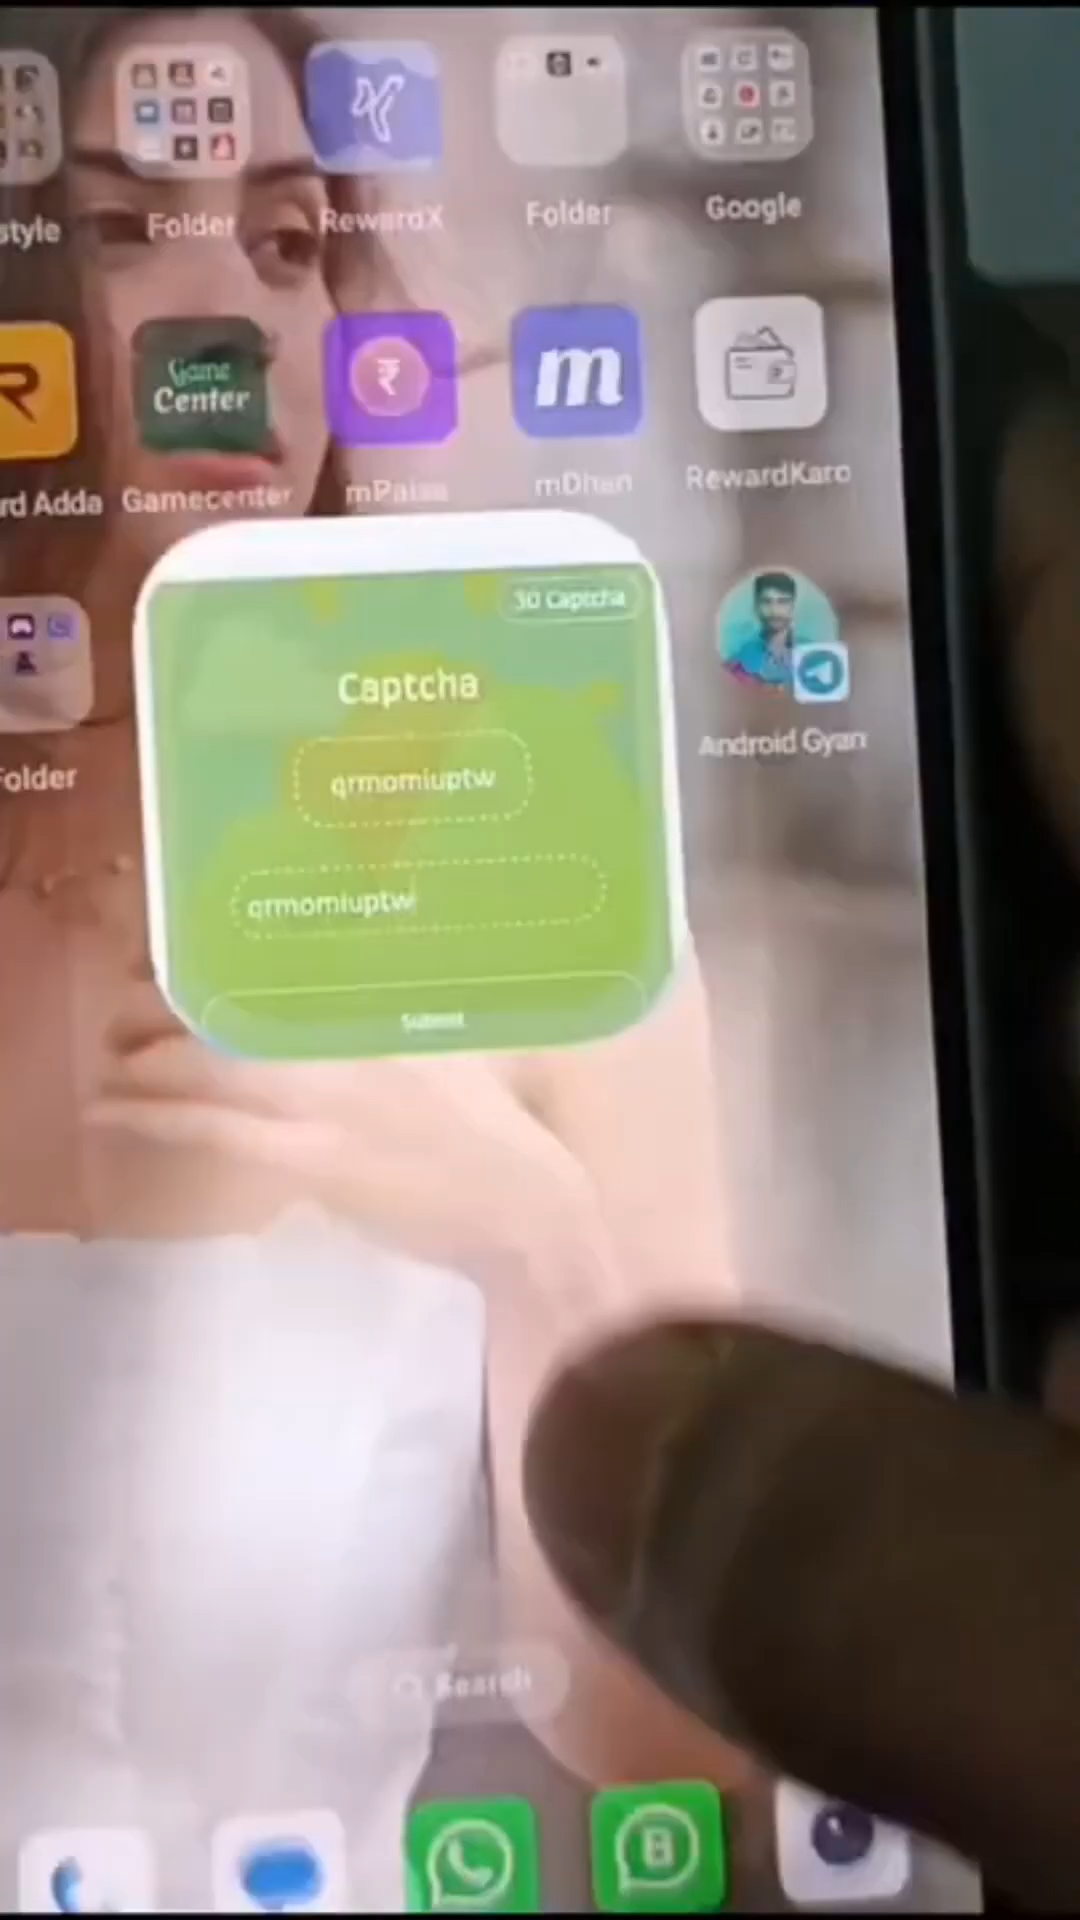 style
Folder
RewardX
Folder
Google
R
Game
Center
₹
m
rd Adda
Gamecenter
mPaisa
mDhan
RewardKaro
30 Captcha
Captcha
qrmomiuptw
qrmomiuptw
Submit
Android Gyan
Folder
Search
B